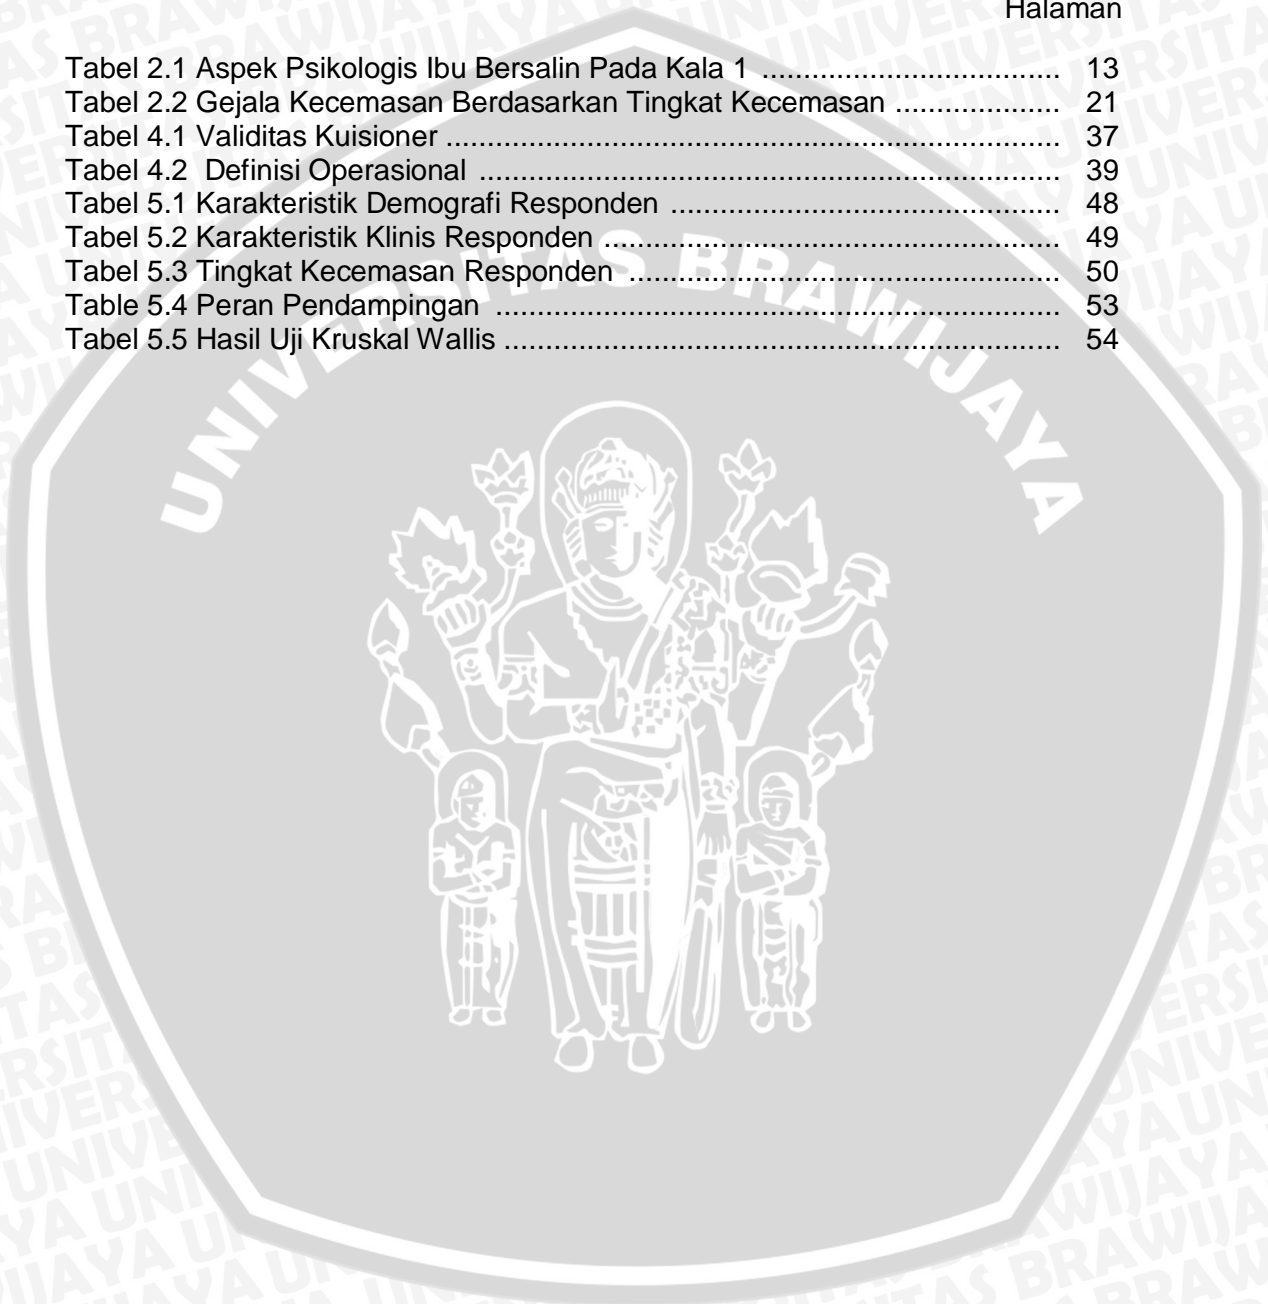 Halaman
Tabel 2.1 Aspek Psikologis Ibu Bersalin Pada Kala 1 .................................... 13
Tabel 2.2 Gejala Kecemasan Berdasarkan Tingkat Kecemasan .................... 21
Tabel 4.1 Validitas Kuisioner ........................................................................... 37
Tabel 4.2  Definisi Operasional ...................................................................... 39
Tabel 5.1 Karakteristik Demografi Responden ............................................... 48
Tabel 5.2 Karakteristik Klinis Responden ....................................................... 49
Tabel 5.3 Tingkat Kecemasan Responden .................................................... 50
Table 5.4 Peran Pendampingan .................................................................... 53
Tabel 5.5 Hasil Uji Kruskal Wallis ................................................................... 54
UNIVERSITAS BRAWIJAYA